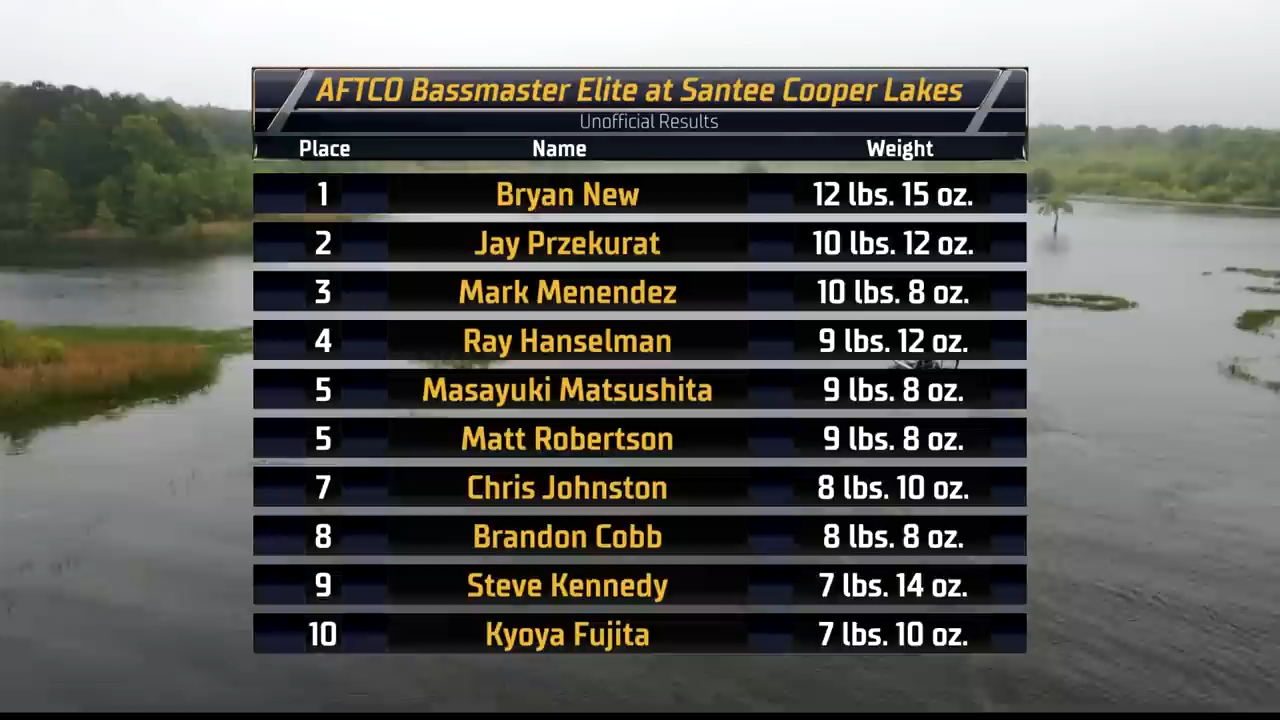 AFTCO Bassmaster Elite at Santee Cooper Lakes
Unofficial Results
Place Name Weight
1 Bryan New 12 lbs. 15 oz.
2 Jay Przekurat 10 lbs. 12 oz.
3 Mark Menendez 10 lbs. 8 oz.
4 Ray Hanselman 9 lbs. 12 oz.
5 Masayuki Matsushita 9 lbs. 8 oz.
5 Matt Robertson 9 lbs. 8 oz.
7 Chris Johnston 8 lbs. 10 oz.
8 Brandon Cobb 8 lbs. 8 oz.
9 Steve Kennedy 7 lbs. 14 oz.
10 Kyoya Fujita 7 lbs. 10 oz.